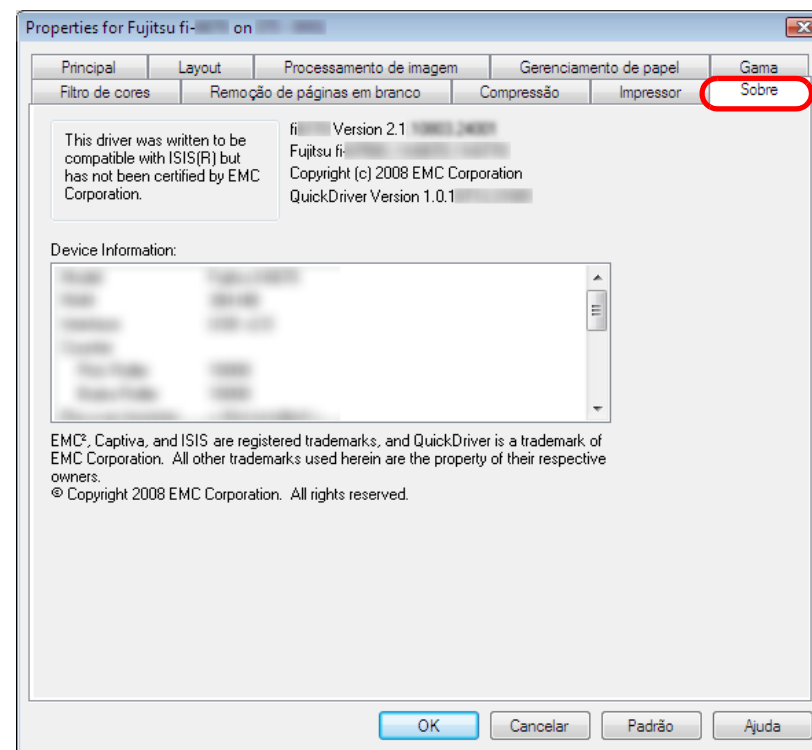 Properties for Fujitsu fi- on
Principal Layout Processamento de imagem Gerenciamento de papel Gama
Filtro de cores Remoção de páginas em branco Compressão Impressor Sobre
This driver was written to be
compatible with ISIS(R) but
has not been certified by EMC
Corporation.
fi Version 2.1
Fujitsu fi-
Copyright (c) 2008 EMC Corporation
QuickDriver Version 1.0.1
Device Information:
EMC², Captiva, and ISIS are registered trademarks, and QuickDriver is a trademark of
EMC Corporation. All other trademarks used herein are the property of their respective
owners.
© Copyright 2008 EMC Corporation. All rights reserved.
OK Cancelar Padrão Ajuda